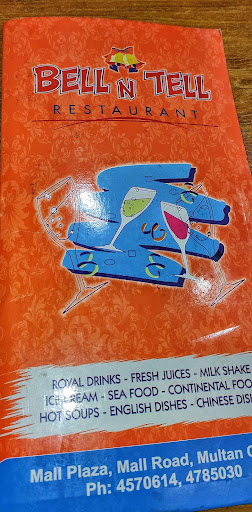 BELL N TELL
RESTAURANT
ROYAL DRINKS - FRESH JUICES - MILK SHAKE
ICE CREAM - SEA FOOD - CONTINENTAL FOO
HOT SOUPS - ENGLISH DISHES - CHINESE DIS
Mall Plaza, Mall Road, Multan C
Ph: 4570614, 4785030